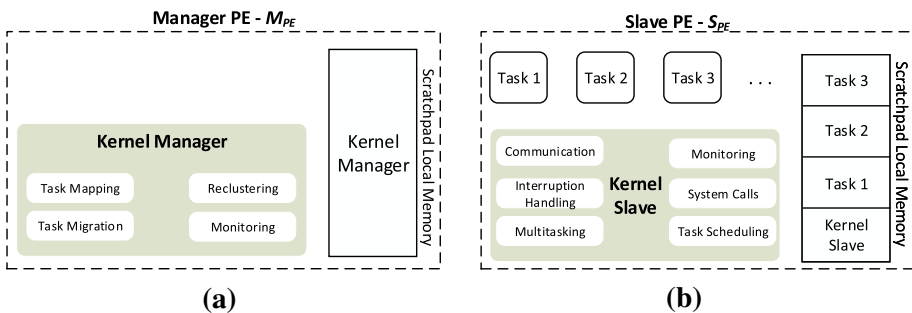 Manager PE - M_PE
Kernel Manager
Task Mapping
Reclustering
Task Migration
Monitoring
Kernel
Manager
Scratchpad Local Memory
(a)
Slave PE - S_PE
Task 1
Task 2
Task 3
. . .
Communication
Monitoring
Interruption
Handling
Kernel
Slave
System Calls
Multitasking
Task Scheduling
Task 3
Task 2
Task 1
Kernel
Slave
Scratchpad Local Memory
(b)